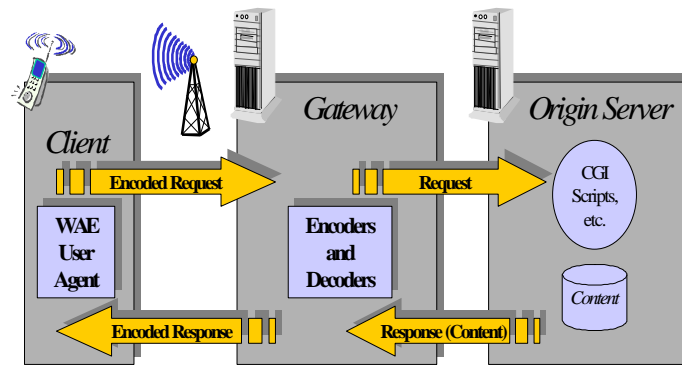 Client
Gateway
Origin Server
Encoded Request
Request
CGI
Scripts,
etc.
WAE
User
Agent
Encoders
and
Decoders
Content
Encoded Response
Response (Content)